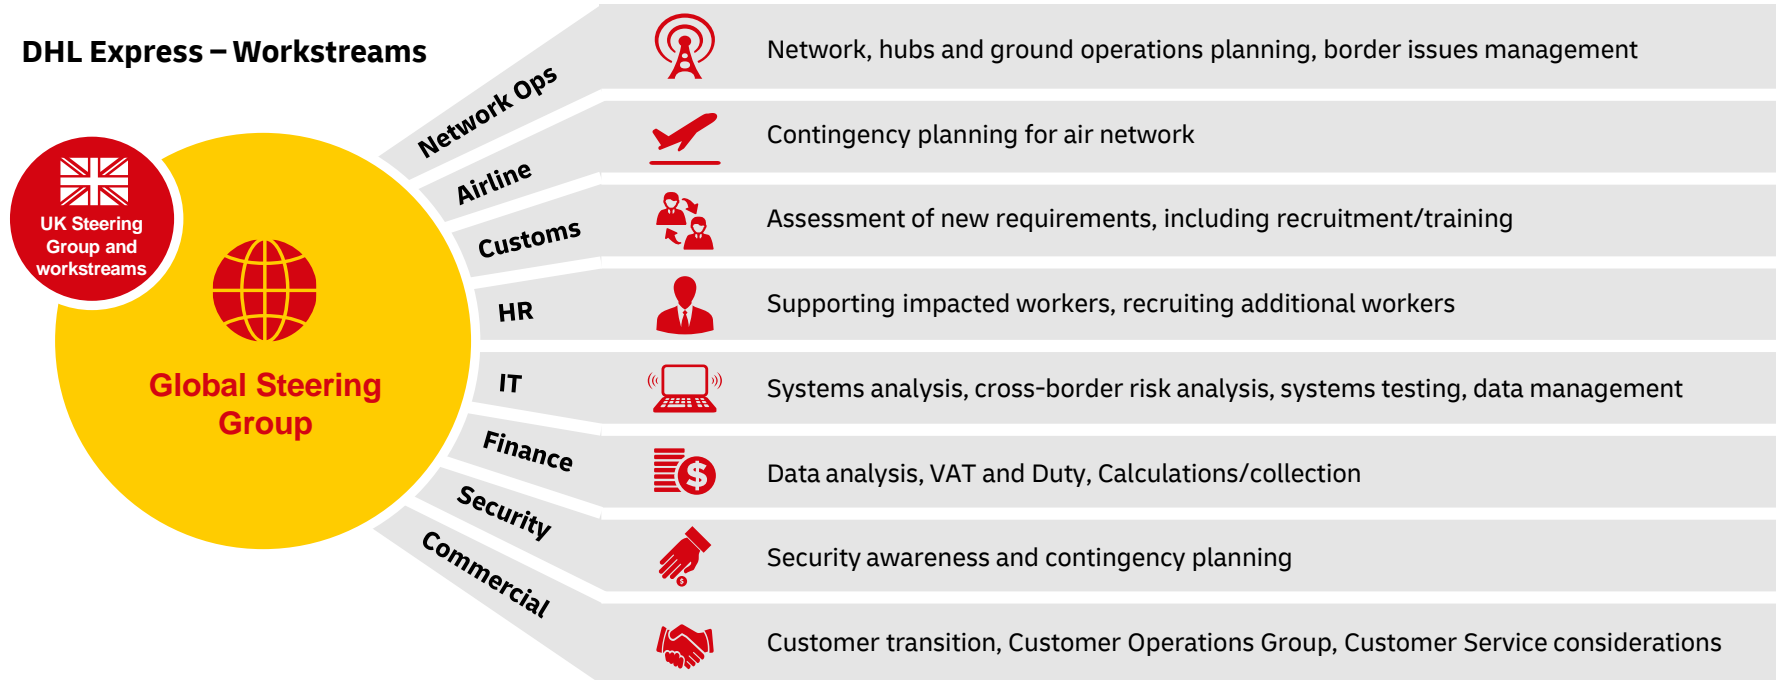 DHL Express – Workstreams
UK Steering
Group and
workstreams
Global Steering
Group
Network Ops
Network, hubs and ground operations planning, border issues management
Airline
Contingency planning for air network
Customs
Assessment of new requirements, including recruitment/training
HR
Supporting impacted workers, recruiting additional workers
IT
Systems analysis, cross-border risk analysis, systems testing, data management
Finance
Data analysis, VAT and Duty, Calculations/collection
Security
Security awareness and contingency planning
Commercial
Customer transition, Customer Operations Group, Customer Service considerations